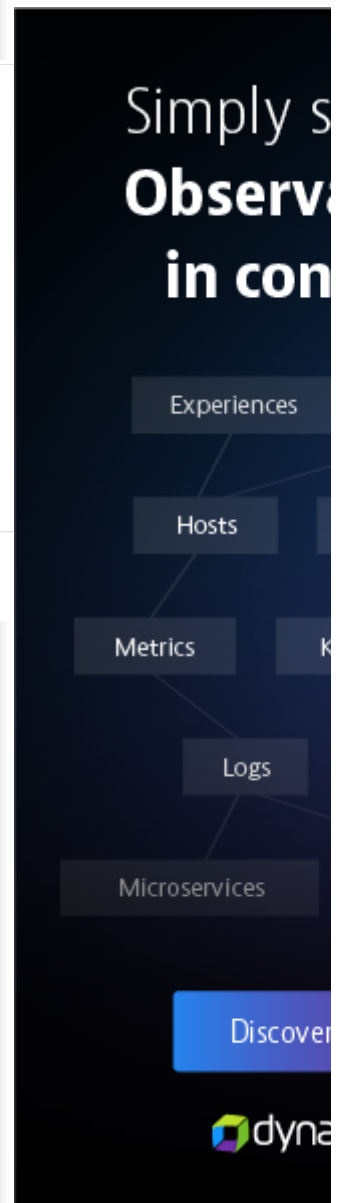 Simply s
Observa
in con
Experiences
Hosts
Metrics K
Logs
Microservices
Discover
dyna